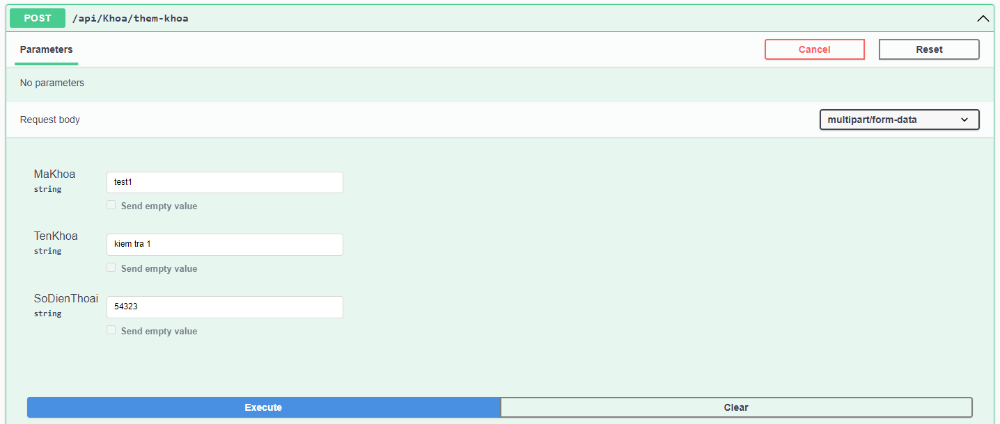 POST /api/Khoa/them-khoa
Parameters Cancel Reset
No parameters
Request body multipart/form-data
MaKhoa test1
string
Send empty value
TenKhoa kiem tra 1
string
Send empty value
SoDienThoai 54323
string
Send empty value
Execute Clear